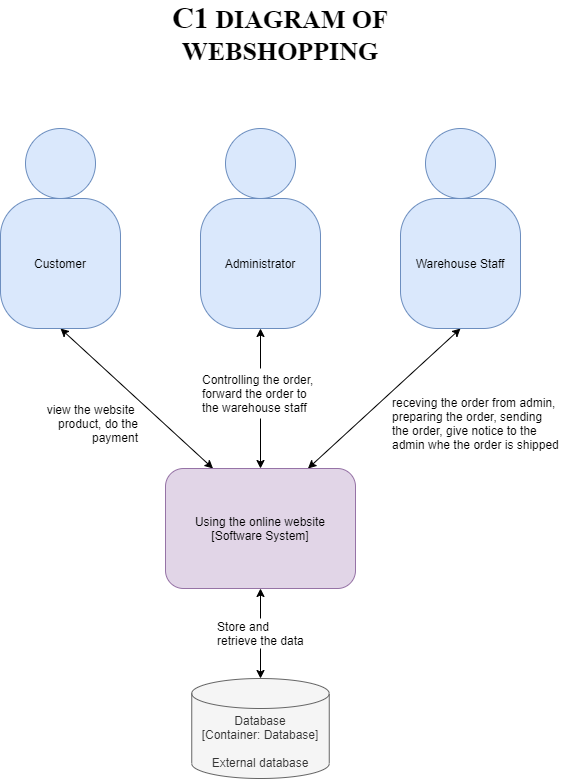 C1 DIAGRAM OF
WEBSHOPPING
Customer
Administrator
Warehouse Staff
view the website
product, do the
payment
Controlling the order,
forward the order to
the warehouse staff
receving the order from admin,
preparing the order, sending
the order, give notice to the
admin whe the order is shipped
Using the online website
[Software System]
Store and
retrieve the data
Database
[Container: Database]
External database